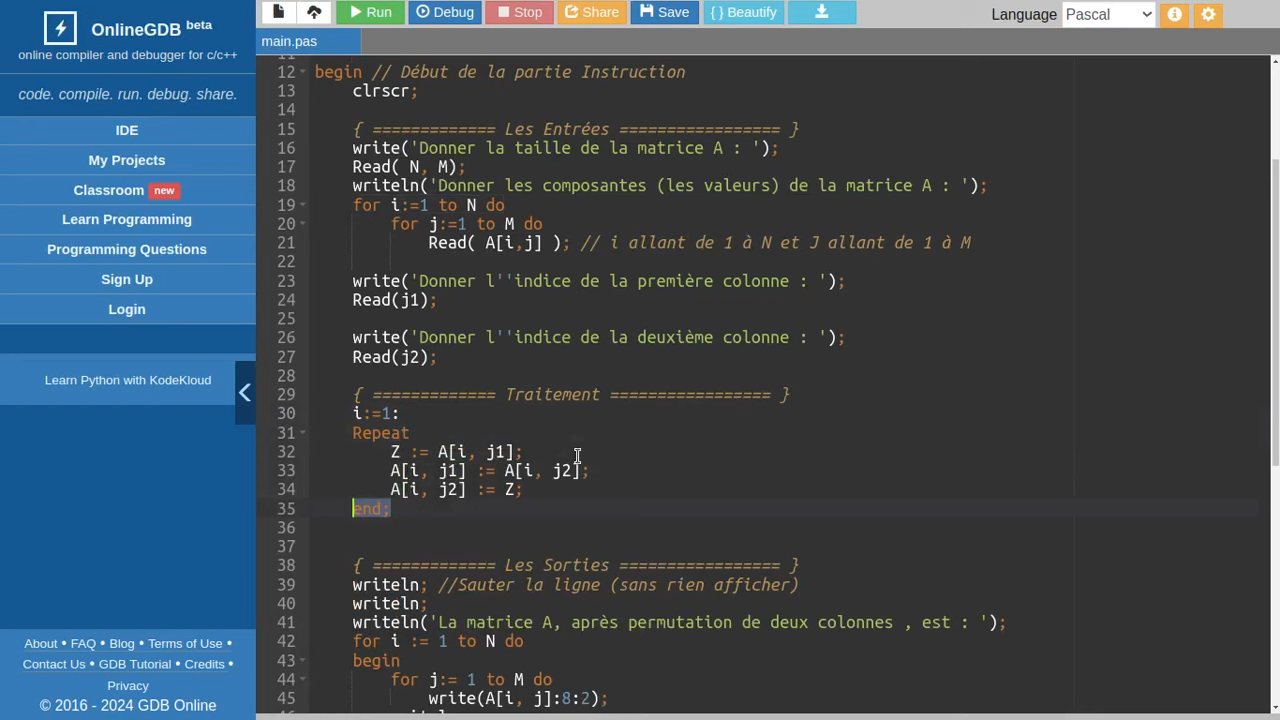 OnlineGDB beta
online compiler and debugger for c/c++
code. compile. run. debug. share.
IDE
My Projects
Classroom new
Learn Programming
Programming Questions
Sign Up
Login
Learn Python with KodeKloud
About • FAQ • Blog • Terms of Use •
Contact Us • GDB Tutorial • Credits •
Privacy
© 2016 - 2024 GDB Online
Run Debug Stop Share Save { } Beautify Language Pascal
main.pas
12 begin // Début de la partie Instruction
13 clrscr;
14
15 { ============= Les Entrées ================= }
16 write('Donner la taille de la matrice A : ');
17 Read( N, M);
18 writeln('Donner les composantes (les valeurs) de la matrice A : ');
19 for i:=1 to N do
20 for j:=1 to M do
21 Read( A[i,j] ); // i allant de 1 à N et J allant de 1 à M
22
23 write('Donner l''indice de la première colonne : ');
24 Read(j1);
25
26 write('Donner l''indice de la deuxième colonne : ');
27 Read(j2);
28
29 { ============= Traitement ================= }
30 i:=1:
31 Repeat
32 Z := A[i, j1];
33 A[i, j1] := A[i, j2];
34 A[i, j2] := Z;
35 end;
36
37
38 { ============= Les Sorties ================= }
39 writeln; //Sauter la ligne (sans rien afficher)
40 writeln;
41 writeln('La matrice A, après permutation de deux colonnes , est : ');
42 for i := 1 to N do
43 begin
44 for j:= 1 to M do
45 write(A[i, j]:8:2);